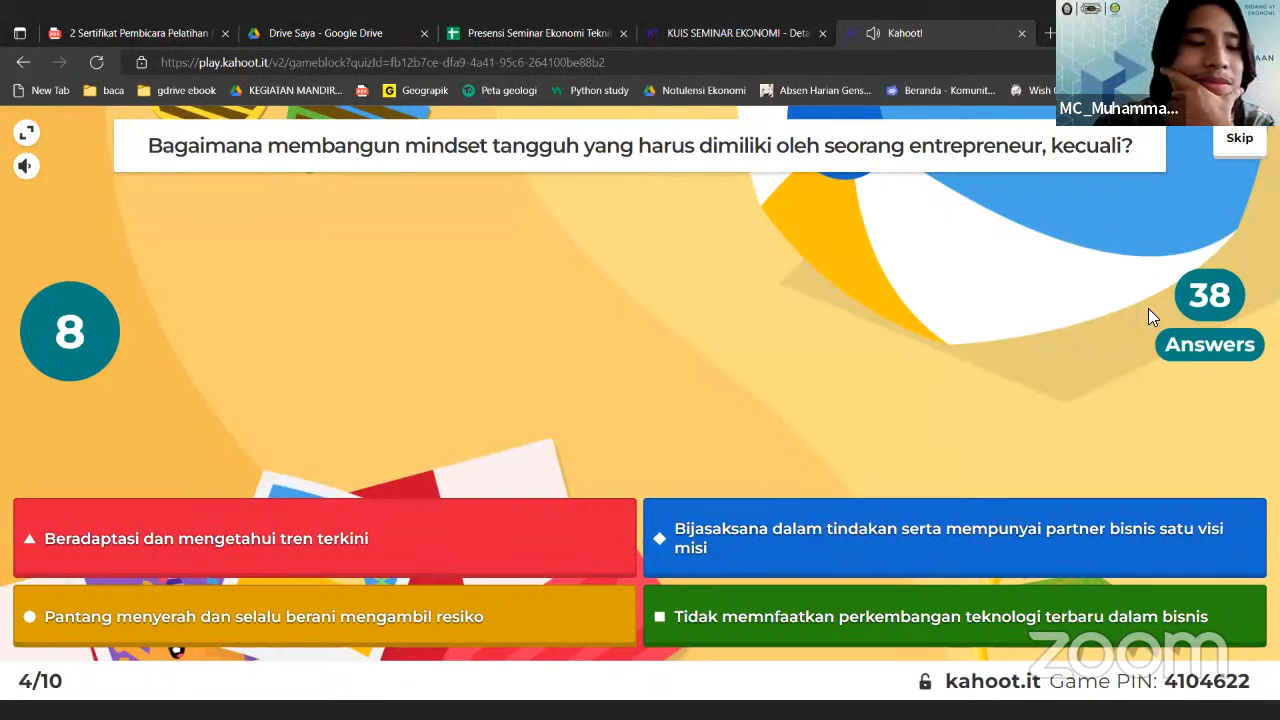 2 Sertifikat Pembicara Pelatihan
Drive Saya - Google Drive
Presensi Seminar Ekonomi Tekni
KUIS SEMINAR EKONOMI - Deta
Kahoot!
BIDANG VI
EKONOMI
https://play.kahoot.it/v2/gameblock?quizId=fb12b7ce-dfa9-4a41-95c6-264100be88b2
New Tab
baca
gdrive ebook
KEGIATAN MANDIR...
Geograpik
Peta geologi
Python study
Notulensi Ekonomi
Absen Harian Gens...
Beranda - Komunit...
Wish
MC_Muhamma...
Skip
Bagaimana membangun mindset tangguh yang harus dimiliki oleh seorang entrepreneur, kecuali?
8
38
Answers
Beradaptasi dan mengetahui tren terkini
Bijasaksana dalam tindakan serta mempunyai partner bisnis satu visi
misi
Pantang menyerah dan selalu berani mengambil resiko
Tidak memnfaatkan perkembangan teknologi terbaru dalam bisnis
zoom
4/10
kahoot.it Game PIN: 4104622